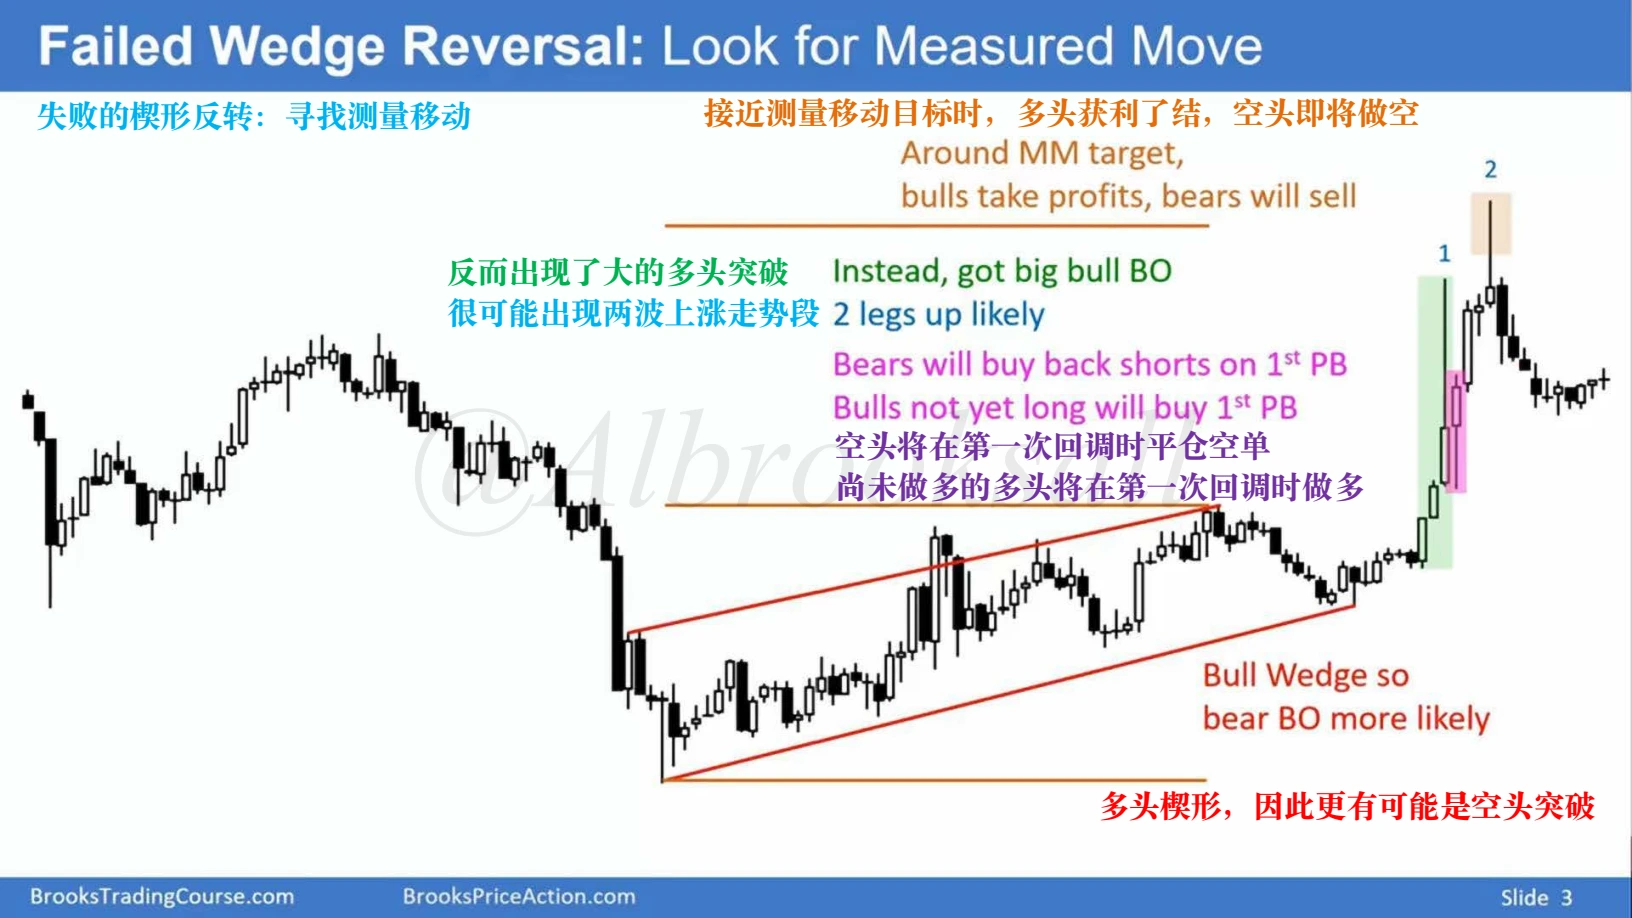 Failed Wedge Reversal: Look for Measured Move
失败的楔形反转：寻找测量移动
接近测量移动目标时，多头获利了结，空头即将做空
Around MM target,
bulls take profits, bears will sell
2
1
反而出现了大的多头突破
Instead, got big bull BO
很可能出现两波上涨走势段
2 legs up likely
Bears will buy back shorts on 1st PB
Bulls not yet long will buy 1st PB
空头将在第一次回调时平仓空单
尚未做多的多头将在第一次回调时做多
@Albrooksall
Bull Wedge so
bear BO more likely
多头楔形，因此更有可能是空头突破
BrooksTradingCourse.com
BrooksPriceAction.com
Slide 3